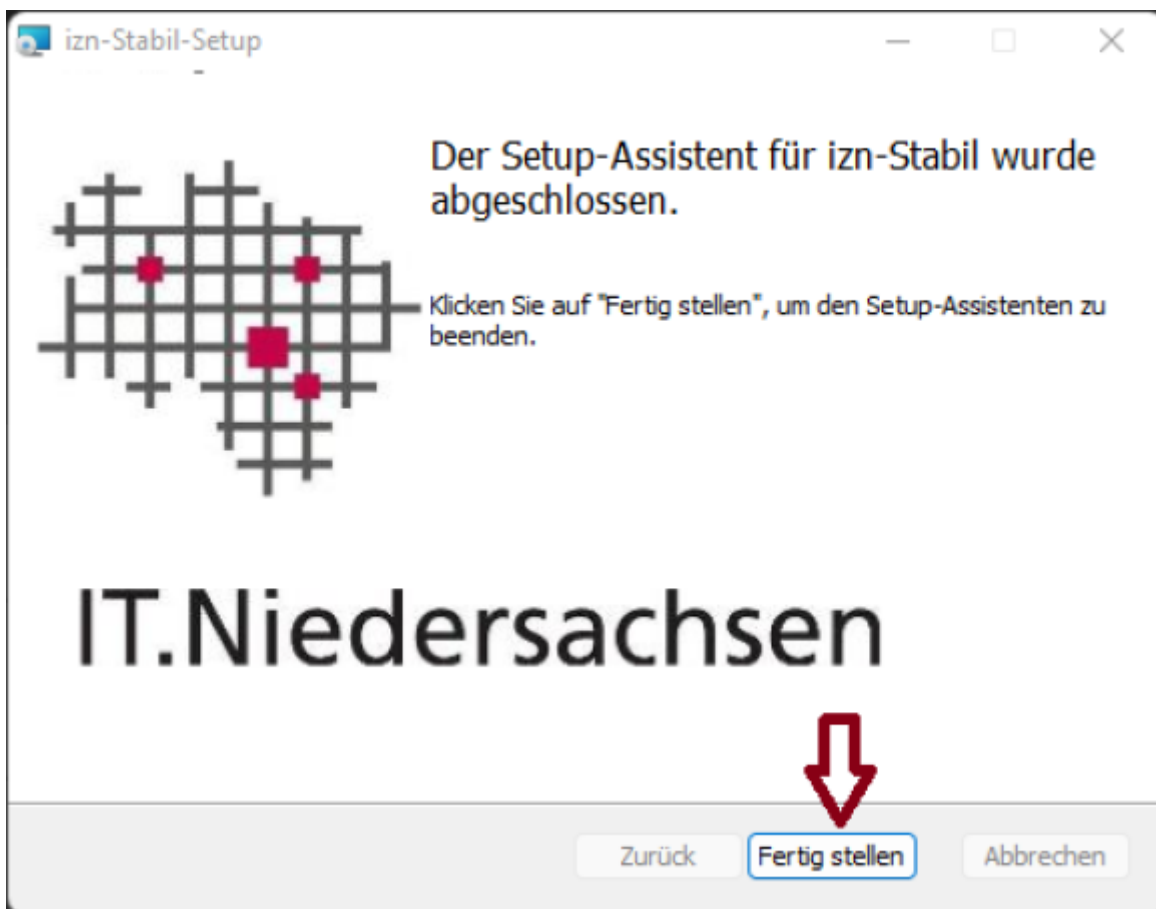 izn-Stabil-Setup
Der Setup-Assistent für izn-Stabil wurde
abgeschlossen.
Klicken Sie auf "Fertig stellen", um den Setup-Assistenten zu
beenden.
IT.Niedersachsen
Zurück Fertig stellen Abbrechen